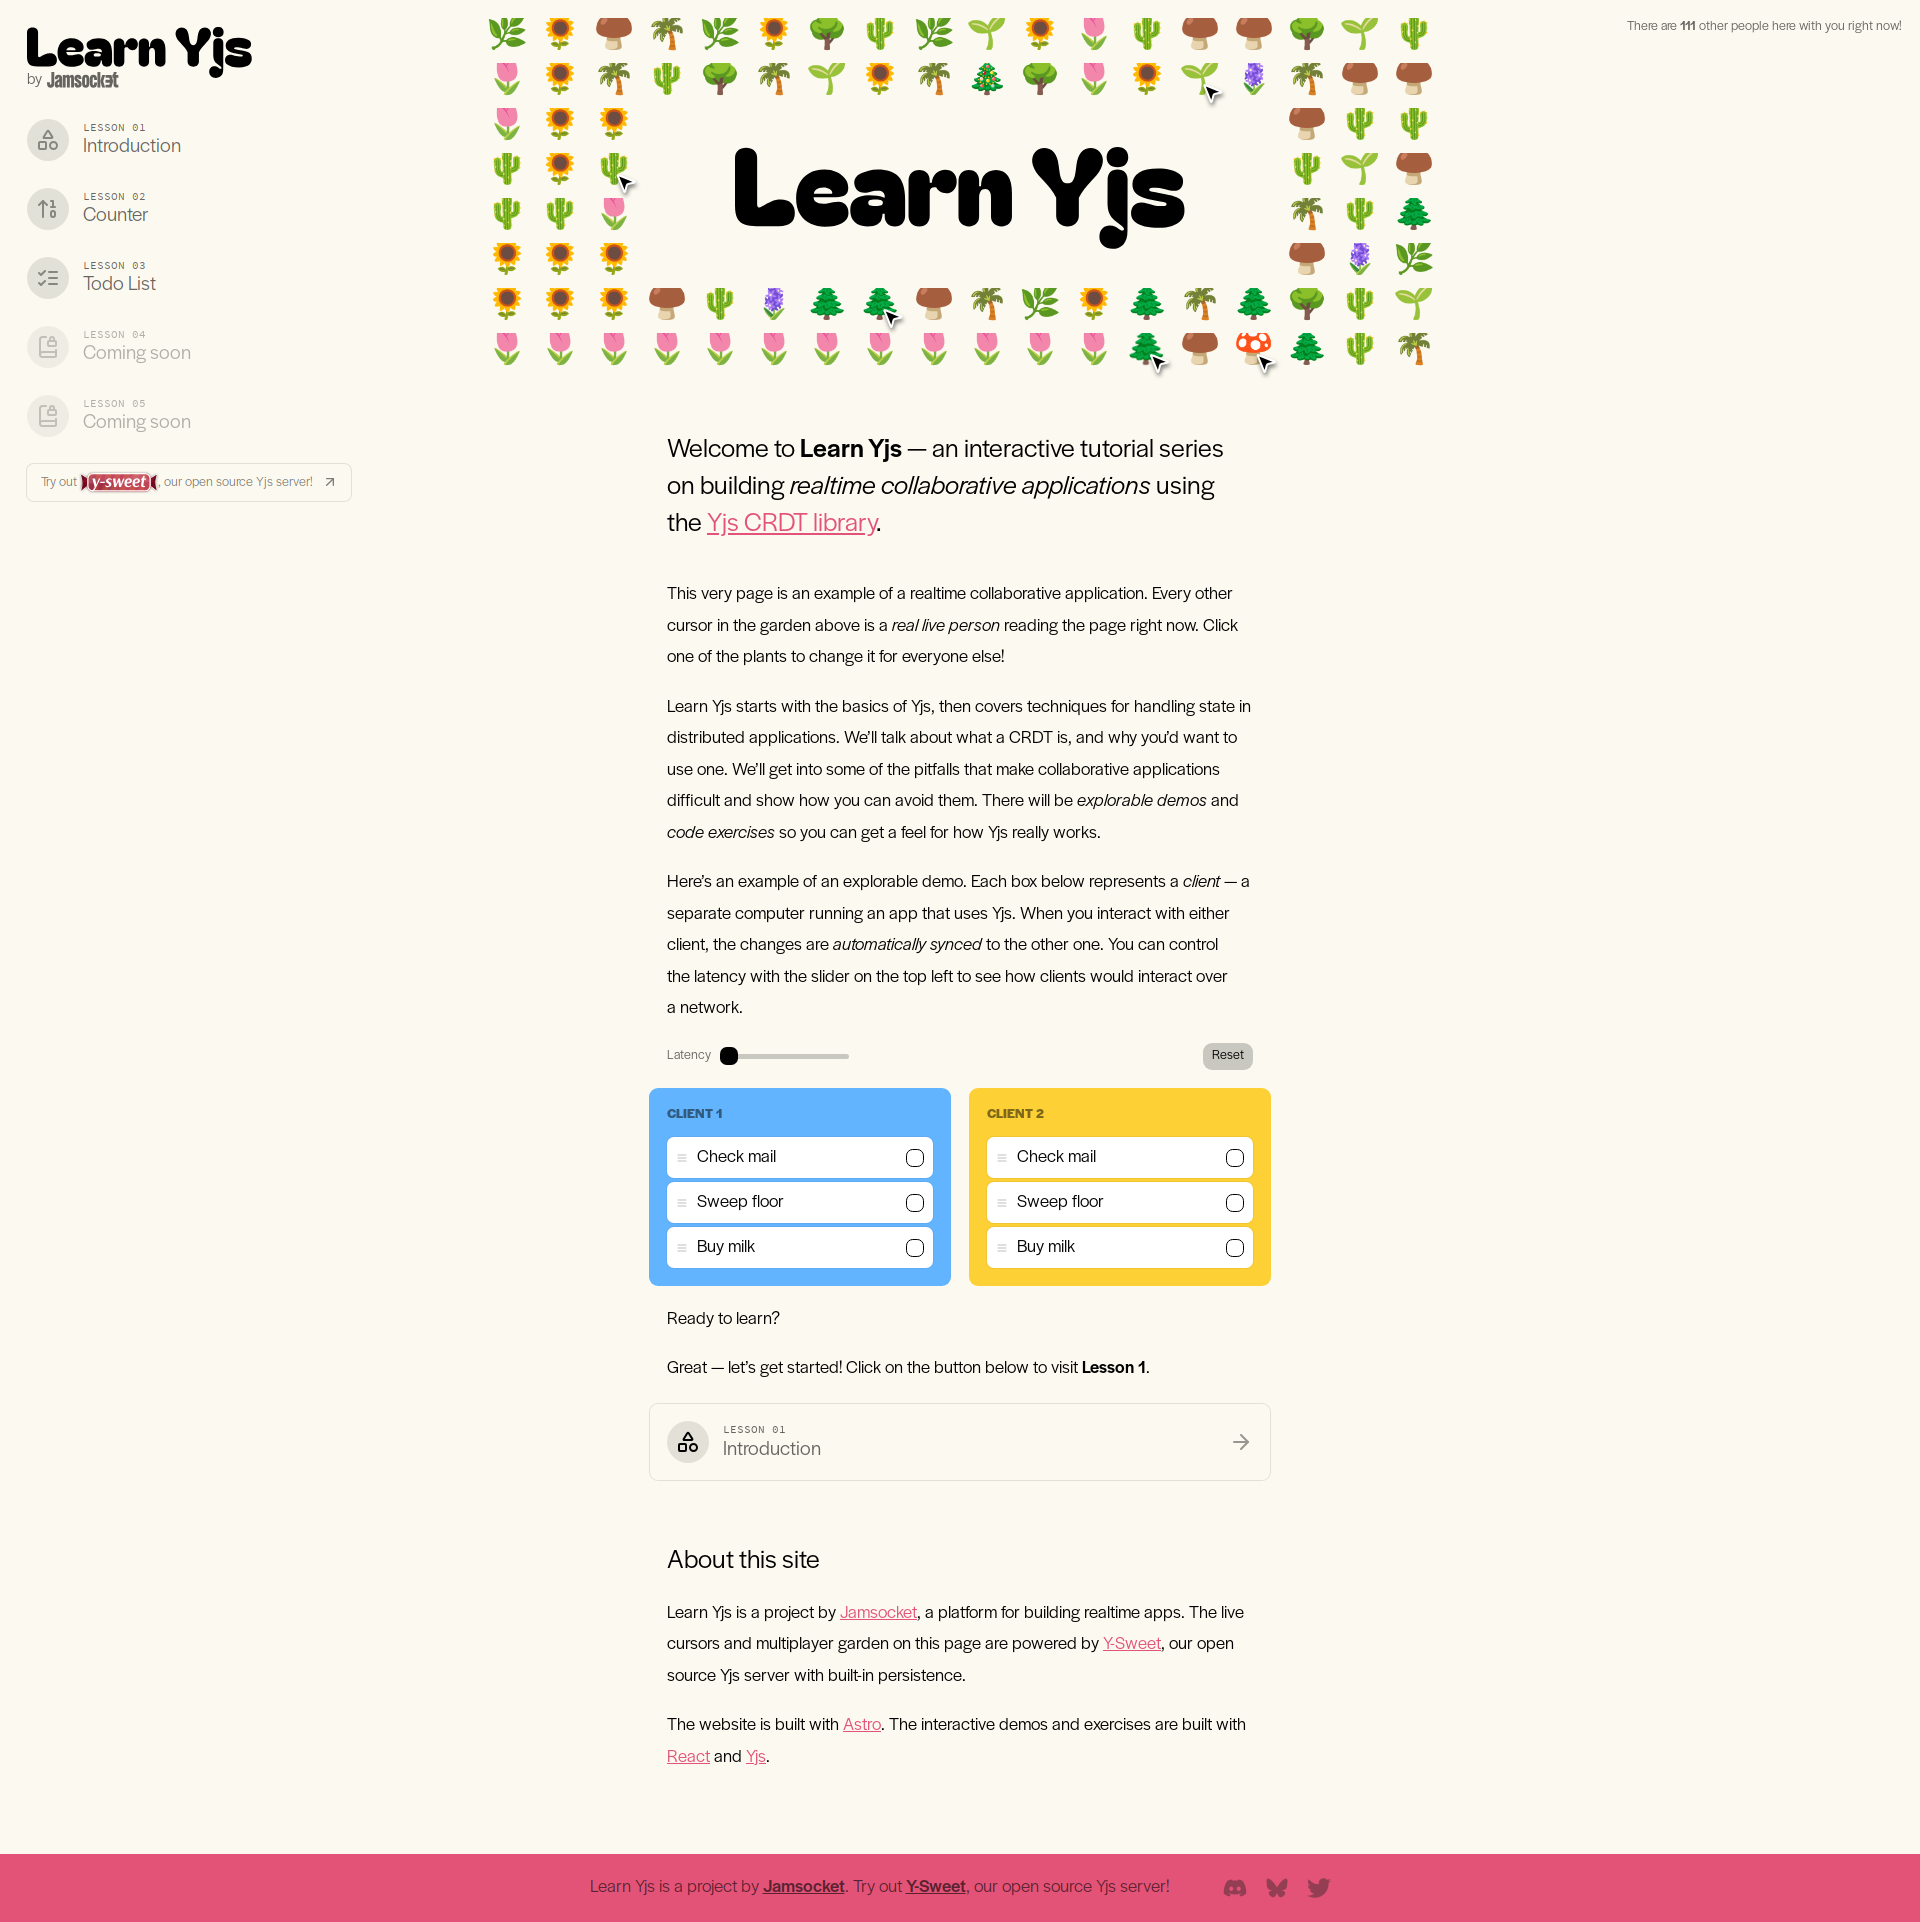 Learn Yjs
by Jamsocket
LESSON 01
Introduction
LESSON 02
Counter
LESSON 03
Todo List
LESSON 04
Coming soon
LESSON 05
Coming soon
Try out y-sweet, our open source Yjs server!
There are 111 other people here with you right now!
Learn Yjs
Welcome to Learn Yjs — an interactive tutorial series
on building realtime collaborative applications using
the Yjs CRDT library.
This very page is an example of a realtime collaborative application. Every other
cursor in the garden above is a real live person reading the page right now. Click
one of the plants to change it for everyone else!
Learn Yjs starts with the basics of Yjs, then covers techniques for handling state in
distributed applications. We’ll talk about what a CRDT is, and why you’d want to
use one. We’ll get into some of the pitfalls that make collaborative applications
difficult and show how you can avoid them. There will be explorable demos and
code exercises so you can get a feel for how Yjs really works.
Here’s an example of an explorable demo. Each box below represents a client — a
separate computer running an app that uses Yjs. When you interact with either
client, the changes are automatically synced to the other one. You can control
the latency with the slider on the top left to see how clients would interact over
a network.
Latency
Reset
CLIENT 1
Check mail
Sweep floor
Buy milk
CLIENT 2
Check mail
Sweep floor
Buy milk
Ready to learn?
Great — let’s get started! Click on the button below to visit Lesson 1.
LESSON 01
Introduction
About this site
Learn Yjs is a project by Jamsocket, a platform for building realtime apps. The live
cursors and multiplayer garden on this page are powered by Y-Sweet, our open
source Yjs server with built-in persistence.
The website is built with Astro. The interactive demos and exercises are built with
React and Yjs.
Learn Yjs is a project by Jamsocket. Try out Y-Sweet, our open source Yjs server!